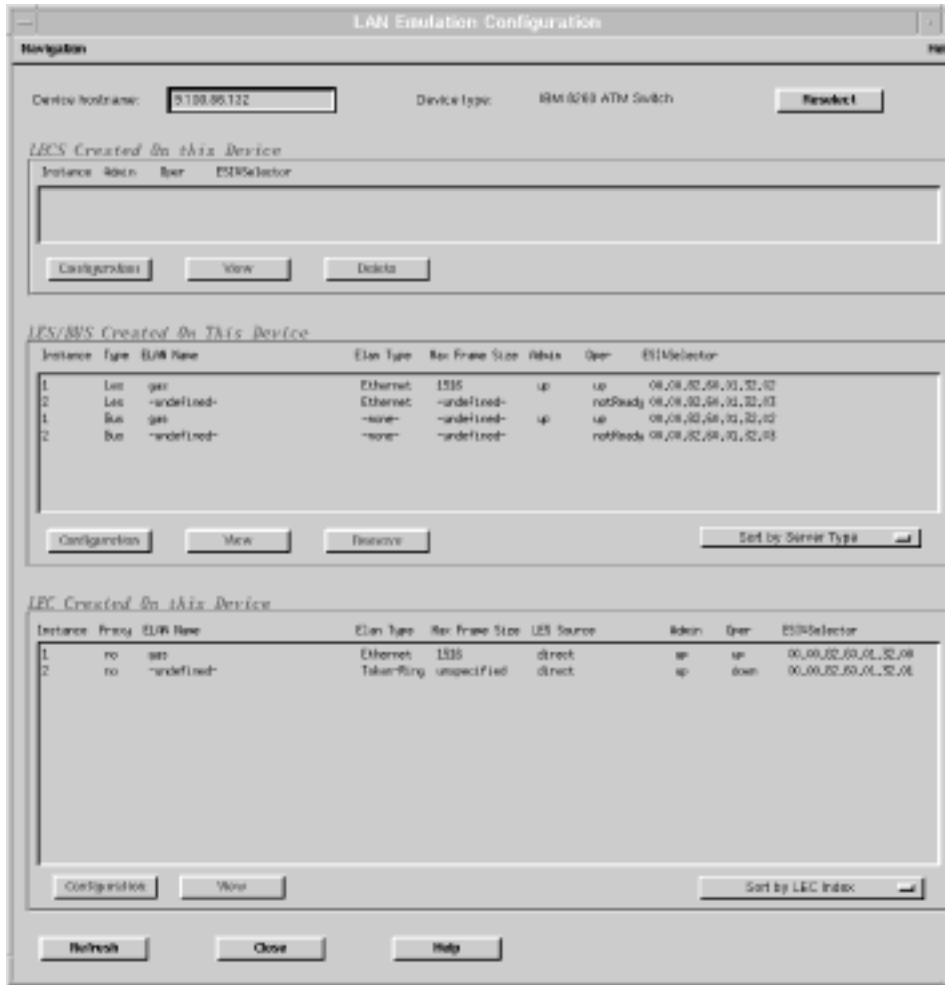 LAN Emulation Configuration
Navigation Help
Device hostname: 9.100.86.132 Device type: IBM 8260 ATM Switch Reselect
LECS Created On this Device
Instance Admin Oper ESI%Selector
Configuration View Delete
LES/BUS Created On This Device
Instance Type ELAN Name Elan Type Max Frame Size Admin Oper ESI%Selector
1 Les gas Ethernet 1516 up up
2 Les -undefined- Ethernet -undefined- notReady
1 Bus gas -none- -undefined- up up
2 Bus -undefined- -none- -undefined- notReady
Configuration View Remove Sort by Server Type
LEC Created On this Device
Instance Proxy ELAN Name Elan Type Max Frame Size LES Source Admin Oper ESI%Selector
1 no gas Ethernet 1516 direct up up
2 no -undefined- Token-Ring unspecified direct up down
Configuration View Sort by LEC Index
Refresh Close Help